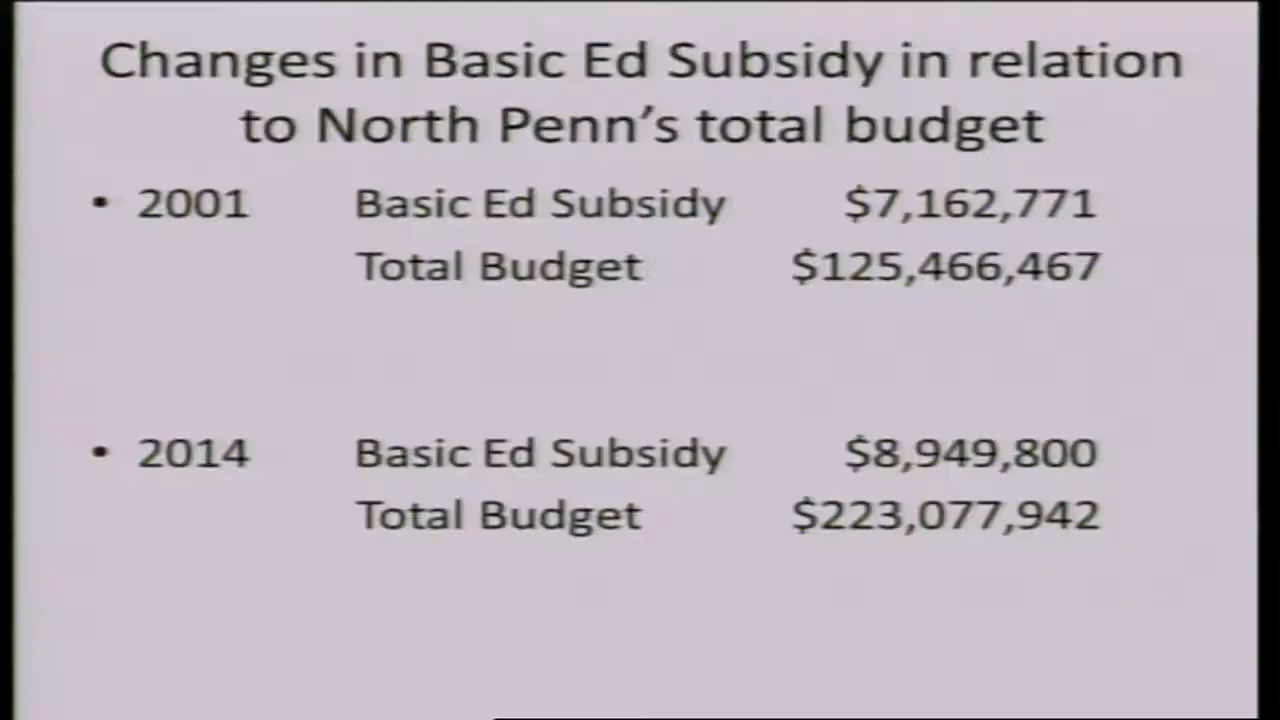 Changes in Basic Ed Subsidy in relation
to North Penn's total budget
• 2001 Basic Ed Subsidy $7,162,771
Total Budget $125,466,467
• 2014 Basic Ed Subsidy $8,949,800
Total Budget $223,077,942